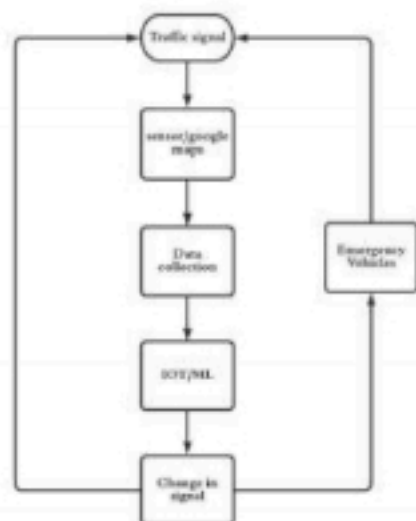 Traffic signal
sensor/google
maps
Data
collection
IOT/ML
Emergency
Vehicles
Change in
signal